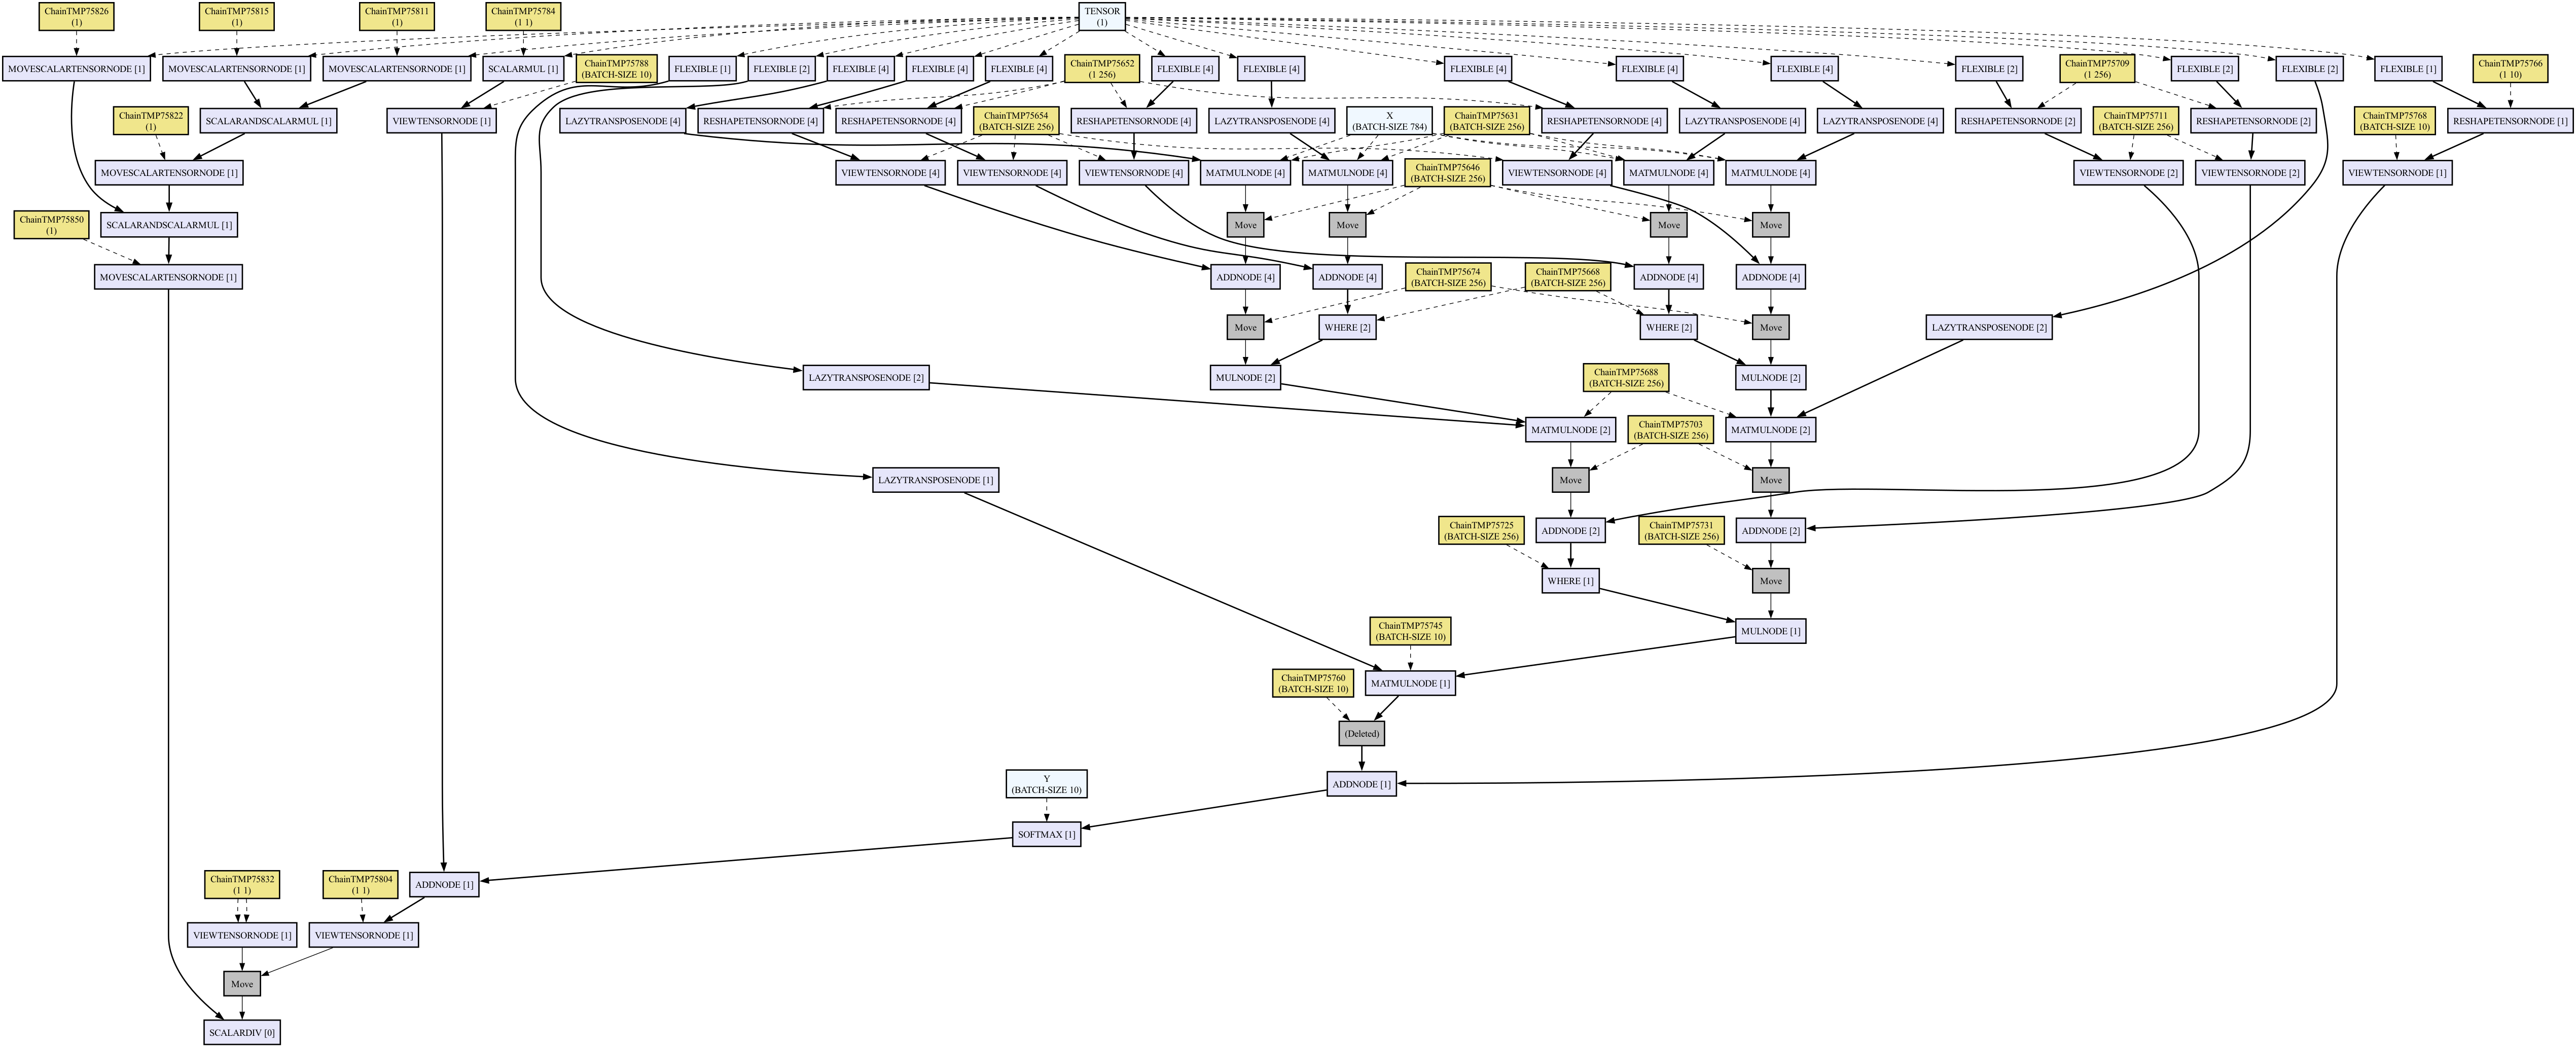 ChainTMP75826
(1)
ChainTMP75815
(1)
ChainTMP75811
(1)
ChainTMP75784
(1 1)
TENSOR
(1)
MOVESCALARTENSORNODE [1]
MOVESCALARTENSORNODE [1]
MOVESCALARTENSORNODE [1]
SCALARMUL [1]
ChainTMP75788
(BATCH-SIZE 10)
FLEXIBLE [1]
FLEXIBLE [2]
FLEXIBLE [4]
FLEXIBLE [4]
FLEXIBLE [4]
ChainTMP75652
(1 256)
FLEXIBLE [4]
FLEXIBLE [4]
FLEXIBLE [4]
FLEXIBLE [4]
FLEXIBLE [4]
FLEXIBLE [2]
ChainTMP75709
(1 256)
FLEXIBLE [2]
FLEXIBLE [2]
FLEXIBLE [1]
ChainTMP75766
(1 10)
ChainTMP75822
(1)
SCALARANDSCALARMUL [1]
VIEWTENSORNODE [1]
LAZYTRANSPOSENODE [4]
RESHAPETENSORNODE [4]
RESHAPETENSORNODE [4]
ChainTMP75654
(BATCH-SIZE 256)
RESHAPETENSORNODE [4]
LAZYTRANSPOSENODE [4]
X
(BATCH-SIZE 784)
ChainTMP75631
(BATCH-SIZE 256)
RESHAPETENSORNODE [4]
LAZYTRANSPOSENODE [4]
LAZYTRANSPOSENODE [4]
RESHAPETENSORNODE [2]
ChainTMP75711
(BATCH-SIZE 256)
RESHAPETENSORNODE [2]
ChainTMP75768
(BATCH-SIZE 10)
RESHAPETENSORNODE [1]
MOVESCALARTENSORNODE [1]
VIEWTENSORNODE [4]
VIEWTENSORNODE [4]
VIEWTENSORNODE [4]
MATMULNODE [4]
MATMULNODE [4]
ChainTMP75646
(BATCH-SIZE 256)
VIEWTENSORNODE [4]
MATMULNODE [4]
MATMULNODE [4]
VIEWTENSORNODE [2]
VIEWTENSORNODE [2]
VIEWTENSORNODE [1]
ChainTMP75850
(1)
SCALARANDSCALARMUL [1]
Move
Move
Move
Move
MOVESCALARTENSORNODE [1]
ADDNODE [4]
ADDNODE [4]
ChainTMP75674
(BATCH-SIZE 256)
ChainTMP75668
(BATCH-SIZE 256)
ADDNODE [4]
ADDNODE [4]
Move
WHERE [2]
WHERE [2]
Move
LAZYTRANSPOSENODE [2]
LAZYTRANSPOSENODE [2]
MULNODE [2]
ChainTMP75688
(BATCH-SIZE 256)
MULNODE [2]
MATMULNODE [2]
ChainTMP75703
(BATCH-SIZE 256)
MATMULNODE [2]
LAZYTRANSPOSENODE [1]
Move
Move
ChainTMP75725
(BATCH-SIZE 256)
ADDNODE [2]
ChainTMP75731
(BATCH-SIZE 256)
ADDNODE [2]
WHERE [1]
Move
ChainTMP75745
(BATCH-SIZE 10)
MULNODE [1]
ChainTMP75760
(BATCH-SIZE 10)
MATMULNODE [1]
(Deleted)
Y
(BATCH-SIZE 10)
ADDNODE [1]
SOFTMAX [1]
ChainTMP75832
(1 1)
ChainTMP75804
(1 1)
ADDNODE [1]
VIEWTENSORNODE [1]
VIEWTENSORNODE [1]
Move
SCALARDIV [0]